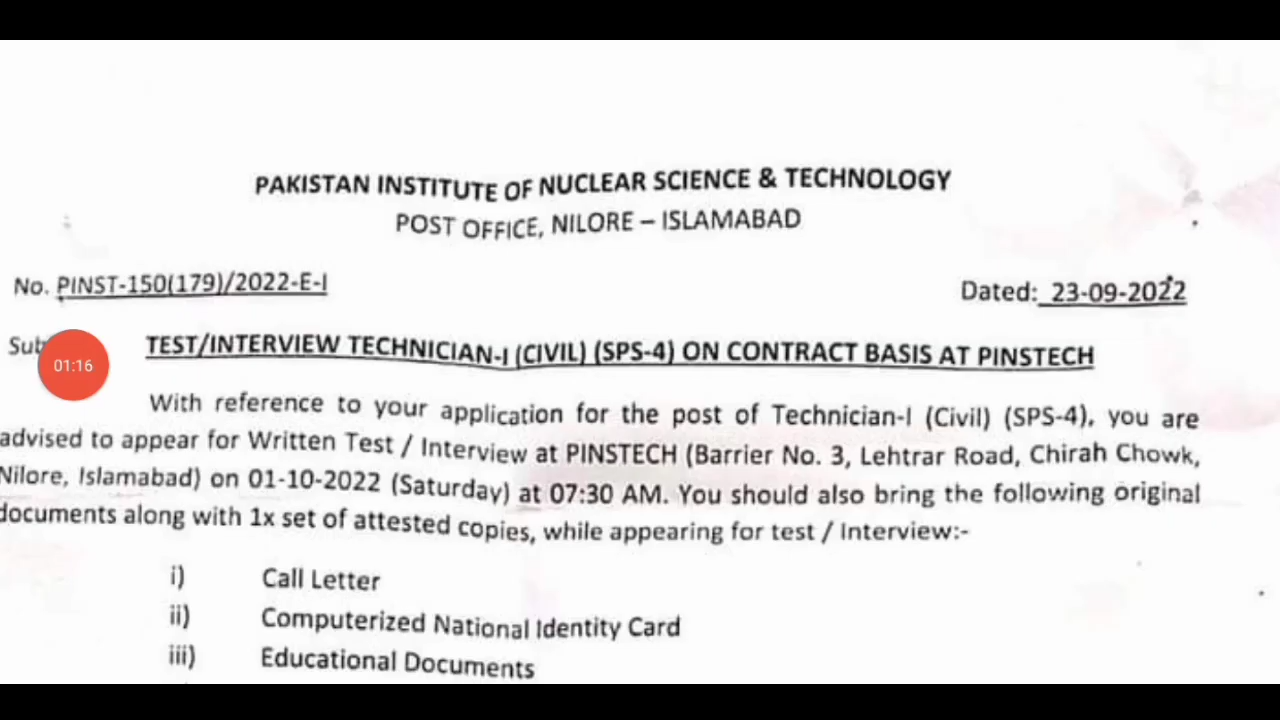 PAKISTAN INSTITUTE OF NUCLEAR SCIENCE & TECHNOLOGY
POST OFFICE, NILORE – ISLAMABAD
No. PINST-150(179)/2022-E-I Dated: 23-09-2022
Sub TEST/INTERVIEW TECHNICIAN-I (CIVIL) (SPS-4) ON CONTRACT BASIS AT PINSTECH
01:16
With reference to your application for the post of Technician-I (Civil) (SPS-4), you are
advised to appear for Written Test / Interview at PINSTECH (Barrier No. 3, Lehtrar Road, Chirah Chowk,
Nilore, Islamabad) on 01-10-2022 (Saturday) at 07:30 AM. You should also bring the following original
documents along with 1x set of attested copies, while appearing for test / Interview:-
i) Call Letter
ii) Computerized National Identity Card
iii) Educational Documents